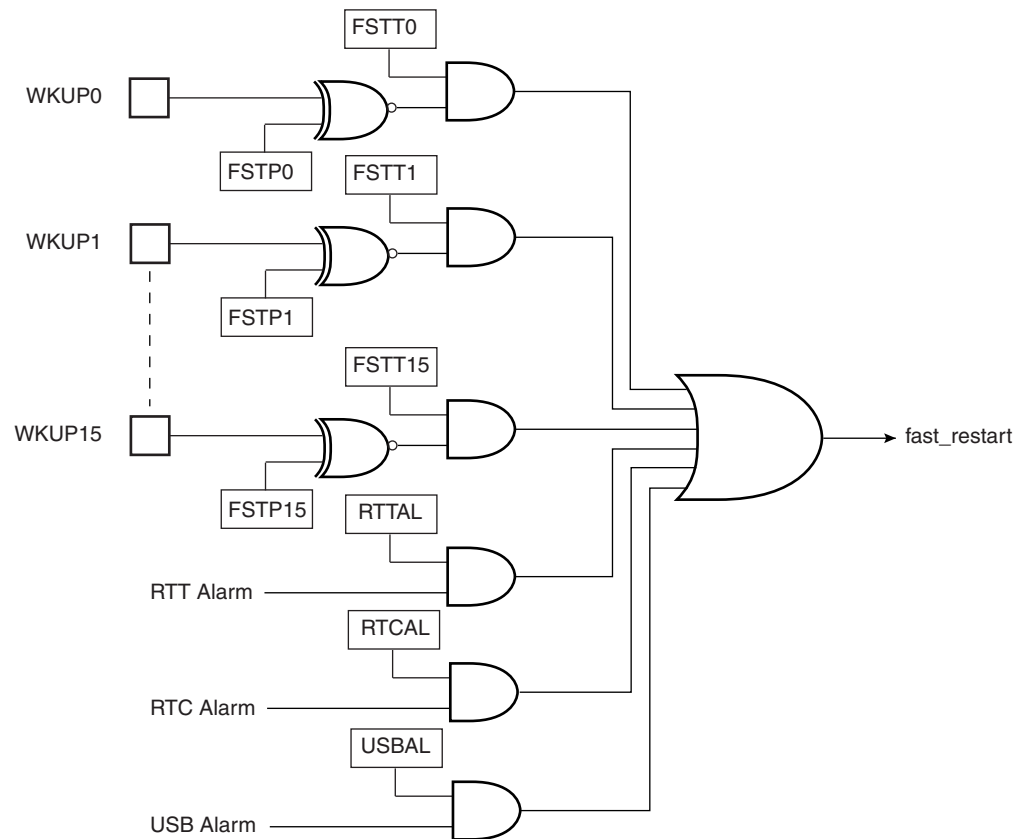 FSTT0
WKUP0
FSTP0
FSTT1
WKUP1
FSTP1
FSTT15
WKUP15
fast_restart
FSTP15
RTTAL
RTT Alarm
RTCAL
RTC Alarm
USBAL
USB Alarm